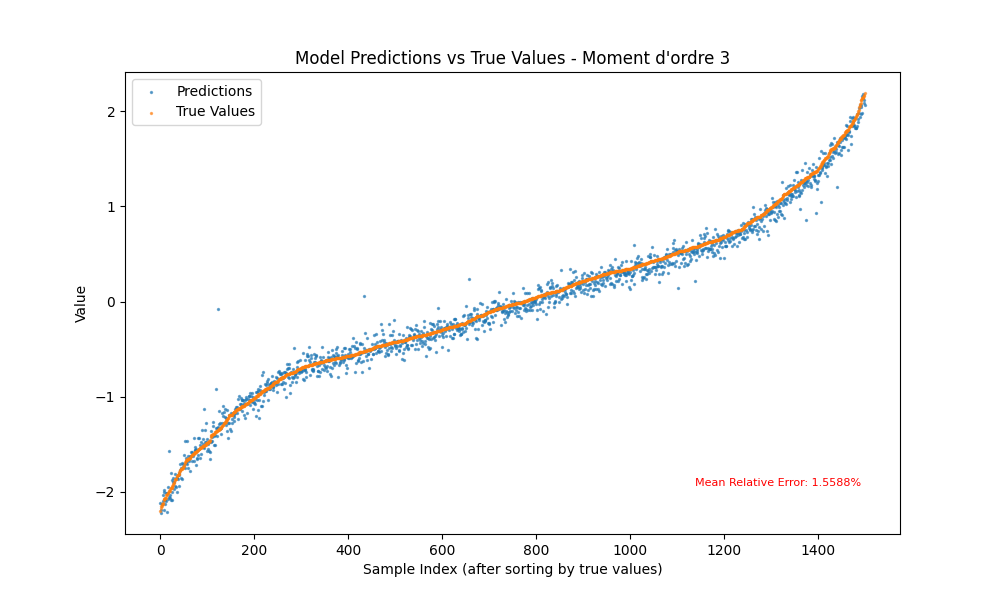 Model Predictions vs True Values - Moment d'ordre 3
Predictions
True Values
Value
2
1
0
−1
−2
Mean Relative Error: 1.5588%
0 200 400 600 800 1000 1200 1400
Sample Index (after sorting by true values)